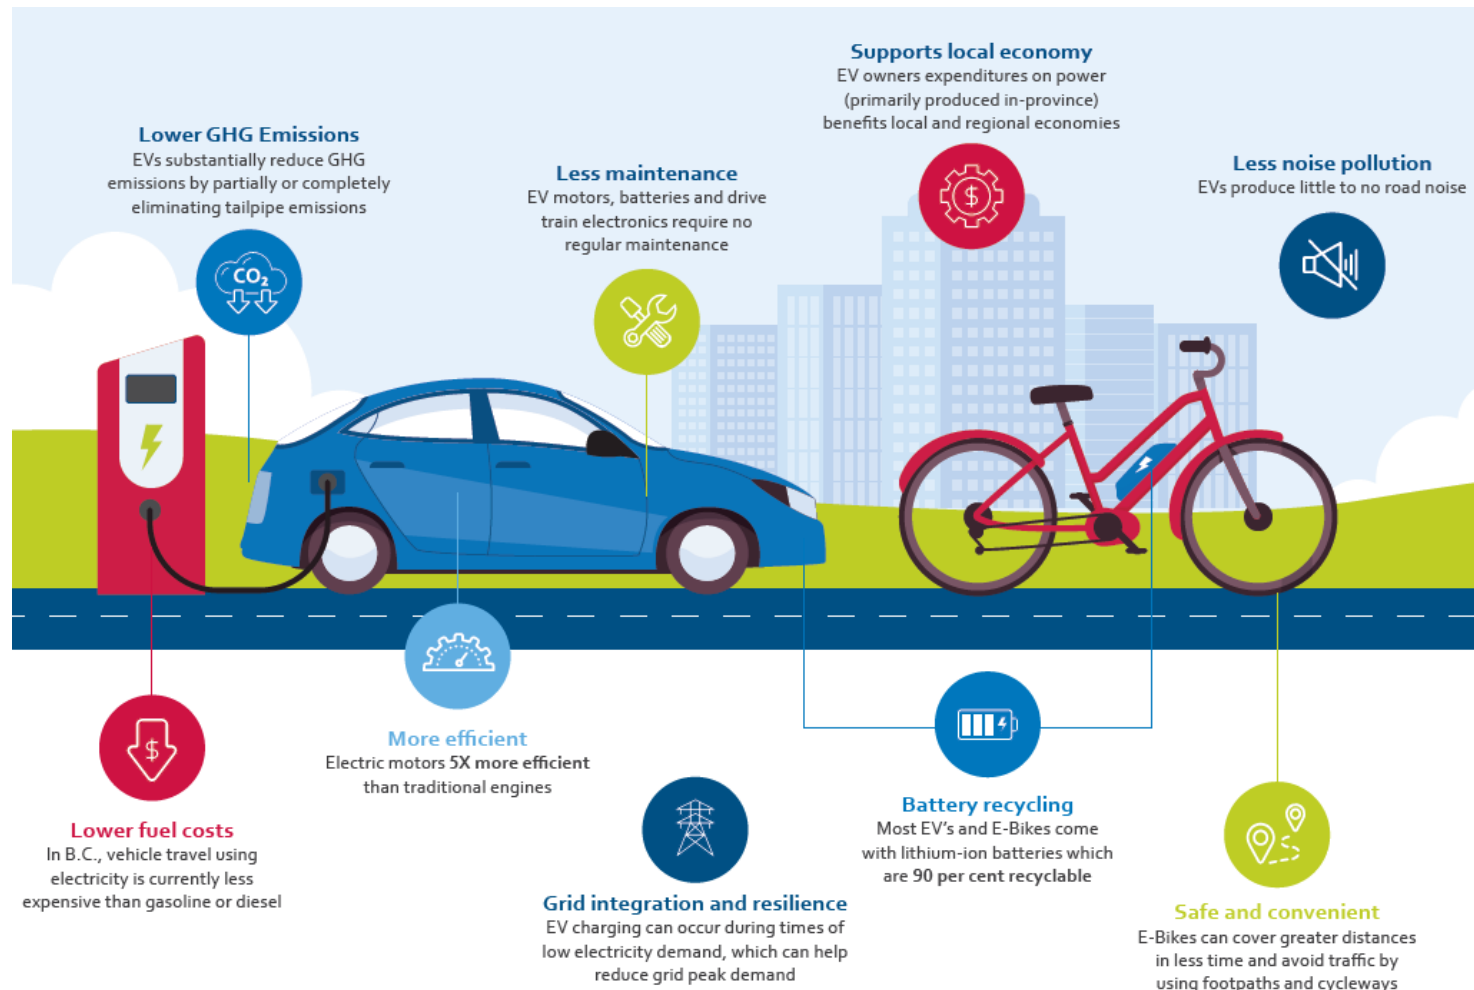 Supports local economy
EV owners expenditures on power
(primarily produced in-province)
benefits local and regional economies
Lower GHG Emissions
EVs substantially reduce GHG
emissions by partially or completely
eliminating tailpipe emissions
Less maintenance
EV motors, batteries and drive
train electronics require no
regular maintenance
Less noise pollution
EVs produce little to no road noise
$
CO₂
$
More efficient
Electric motors 5X more efficient
than traditional engines
Lower fuel costs
In B.C., vehicle travel using
electricity is currently less
expensive than gasoline or diesel
Grid integration and resilience
EV charging can occur during times of
low electricity demand, which can help
reduce grid peak demand
Battery recycling
Most EV's and E-Bikes come
with lithium-ion batteries which
are 90 per cent recyclable
Safe and convenient
E-Bikes can cover greater distances
in less time and avoid traffic by
using footpaths and cycleways